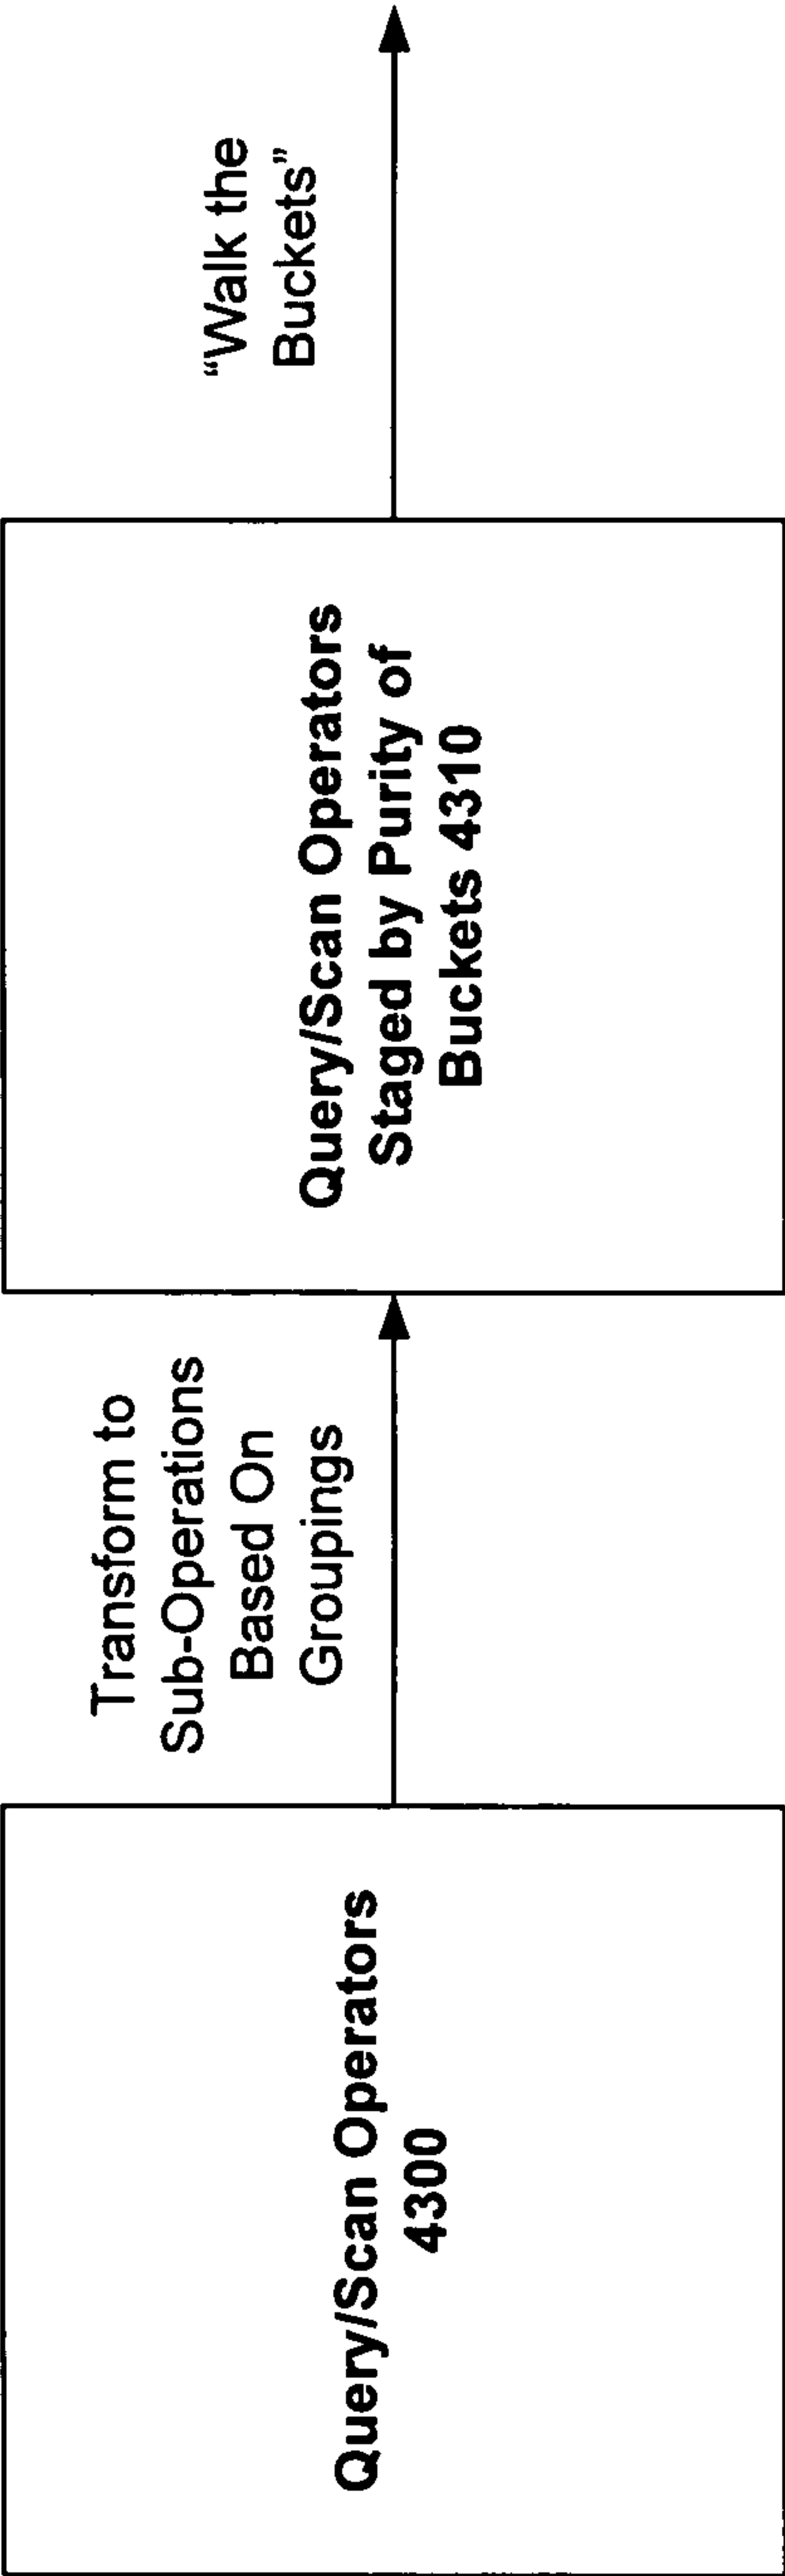 Query/Scan Operators
4300
Transform to
Sub-Operations
Based On
Groupings
Query/Scan Operators
Staged by Purity of
Buckets 4310
“Walk the
Buckets”